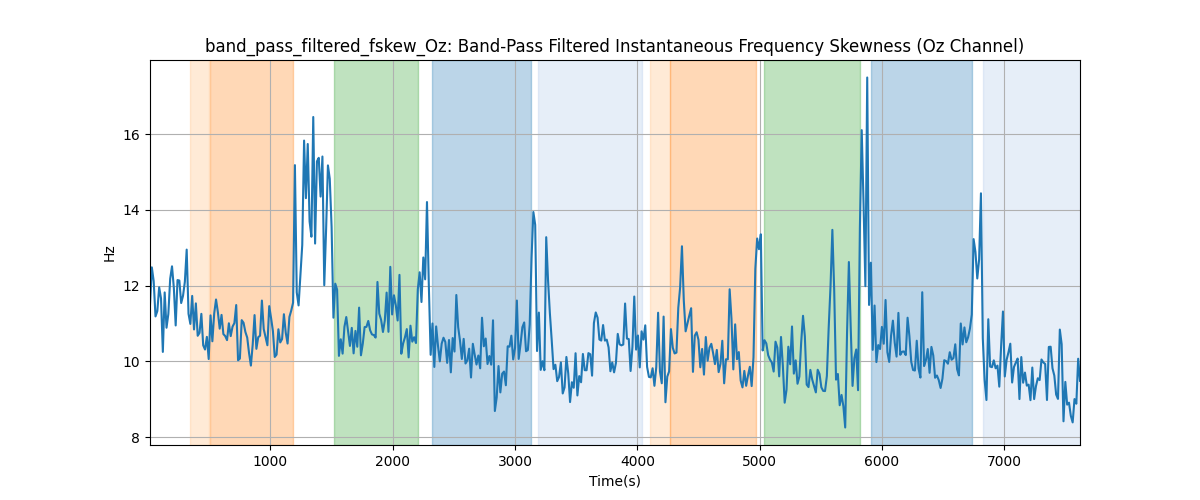 band_pass_filtered_fskew_Oz: Band-Pass Filtered Instantaneous Frequency Skewness (Oz Channel)
16
14
12
10
8
Hz
1000 2000 3000 4000 5000 6000 7000
Time(s)